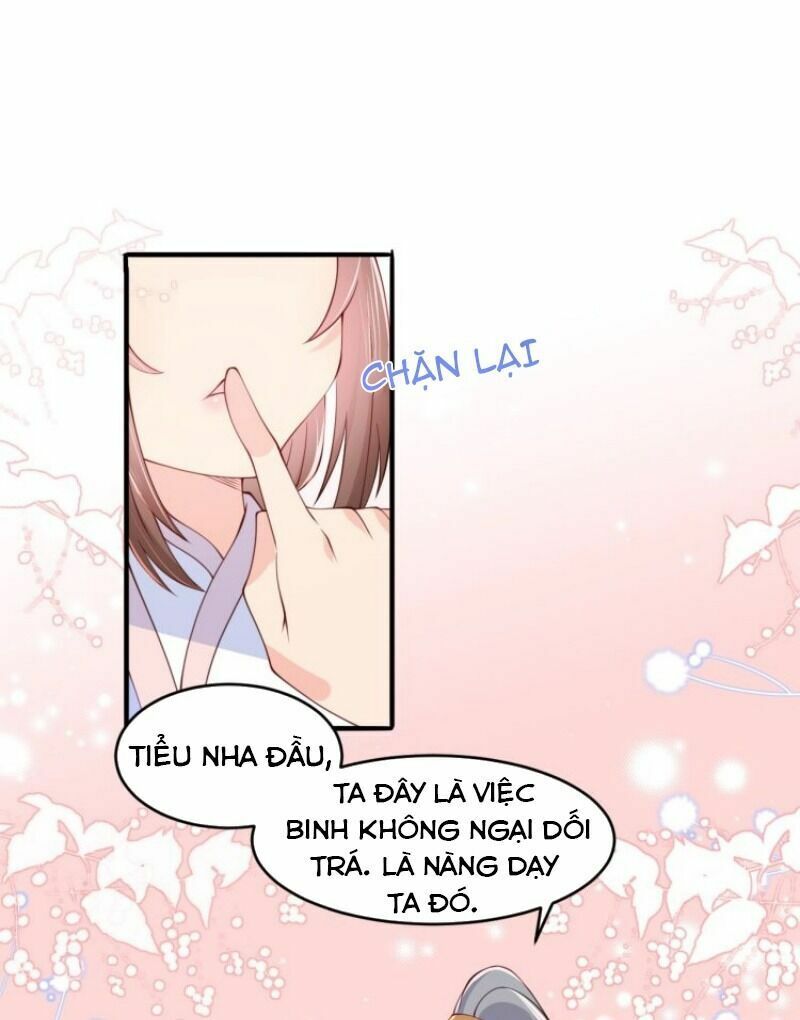 CHẶN LẠI
TIỂU NHA ĐẦU,
TA ĐÂY LÀ VIỆC
BINH KHÔNG NGẠI DỐI
TRÁ. LÀ NÀNG DẠY
TA ĐÓ.